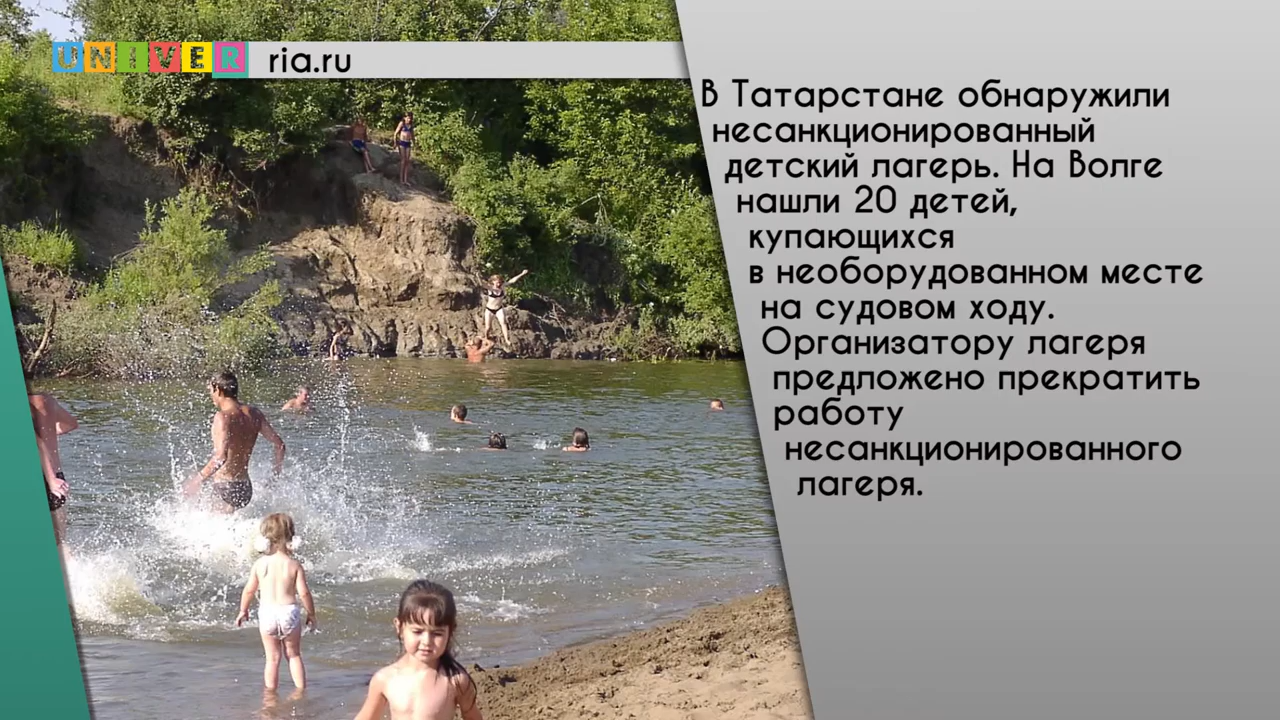 UNIVER ria.ru
В Татарстане обнаружили
несанкционированный
детский лагерь. На Волге
нашли 20 детей,
купающихся
в необорудованном месте
на судовом ходу.
Организатору лагеря
предложено прекратить
работу
несанкционированного
лагеря.